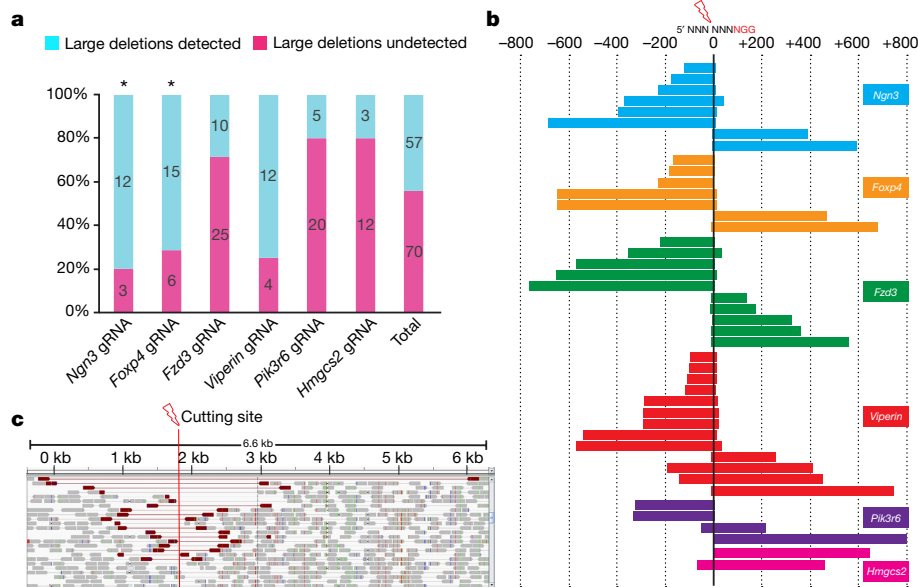 a
Large deletions detected
Large deletions undetected
* *
100%
80%
60%
40%
20%
0%
12 15 10 12 5 3 57
3 6 25 4 20 12 70
Ngn3 gRNA
Foxp4 gRNA
Fzd3 gRNA
Viperin gRNA
Pik3r6 gRNA
Hmgcs2 gRNA
Total
b
5′ NNN NNNNGG
−800 −600 −400 −200 0 +200 +400 +600 +800
Ngn3
Foxp4
Fzd3
Viperin
Pik3r6
Hmgcs2
c
Cutting site
6.6 kb
0 kb 1 kb 2 kb 3 kb 4 kb 5 kb 6 kb